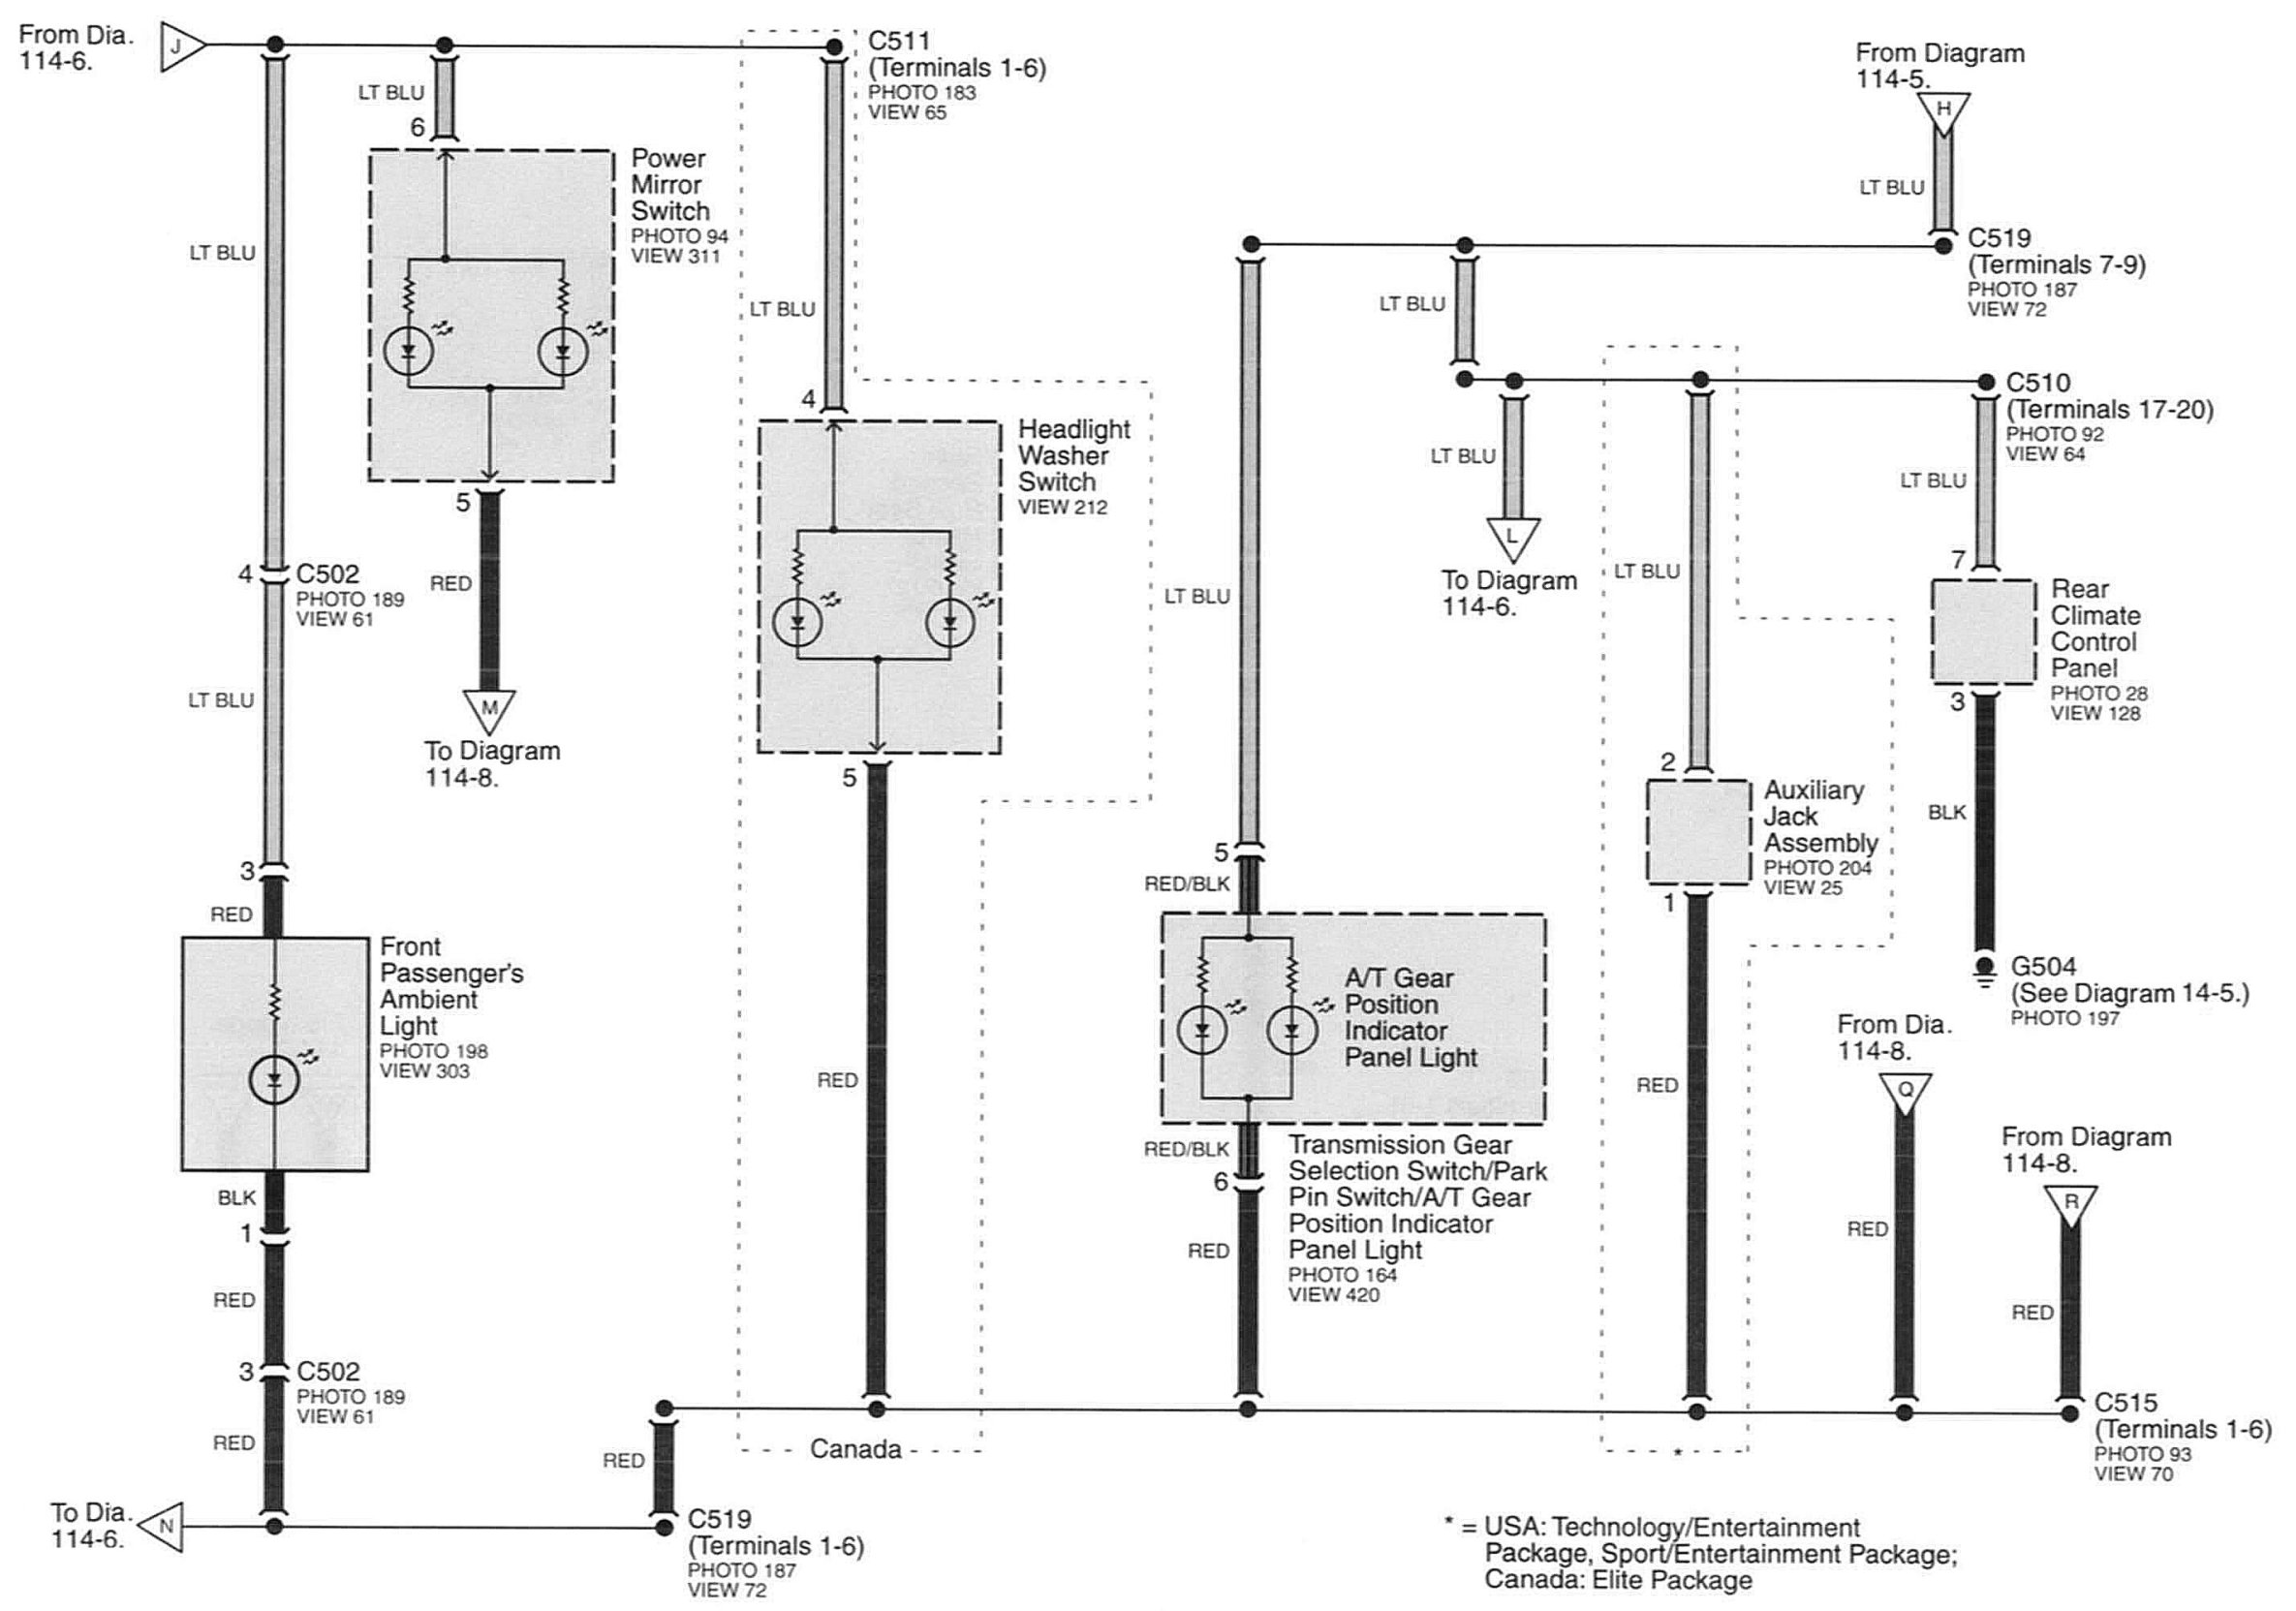 From Dia.
114-6.
J
C511
(Terminals 1-6)
PHOTO 183
VIEW 65
From Diagram
114-5.
H
LT BLU
LT BLU
6
Power
Mirror
Switch
PHOTO 94
VIEW 311
LT BLU
C519
(Terminals 7-9)
PHOTO 187
VIEW 72
LT BLU
LT BLU
LT BLU
4
C510
(Terminals 17-20)
PHOTO 92
VIEW 64
Headlight
Washer
Switch
VIEW 212
LT BLU
LT BLU
5
RED
L
To Diagram
114-6.
LT BLU
LT BLU
7
Rear
Climate
Control
Panel
PHOTO 28
VIEW 128
3
4
C502
PHOTO 189
VIEW 61
M
To Diagram
114-8.
LT BLU
5
2
Auxiliary
Jack
Assembly
PHOTO 204
VIEW 25
1
BLK
3
RED
5
RED/BLK
Front
Passenger's
Ambient
Light
PHOTO 198
VIEW 303
A/T Gear
Position
Indicator
Panel Light
G504
(See Diagram 14-5.)
PHOTO 197
From Dia.
114-8.
Q
RED
RED
From Diagram
114-8.
R
RED/BLK
6
Transmission Gear
Selection Switch/Park
Pin Switch/A/T Gear
Position Indicator
Panel Light
PHOTO 164
VIEW 420
RED
BLK
1
RED
RED
RED
3
C502
PHOTO 189
VIEW 61
RED
C515
(Terminals 1-6)
PHOTO 93
VIEW 70
Canada
*
RED
To Dia.
114-6.
N
C519
(Terminals 1-6)
PHOTO 187
VIEW 72
* = USA: Technology/Entertainment
Package, Sport/Entertainment Package;
Canada: Elite Package